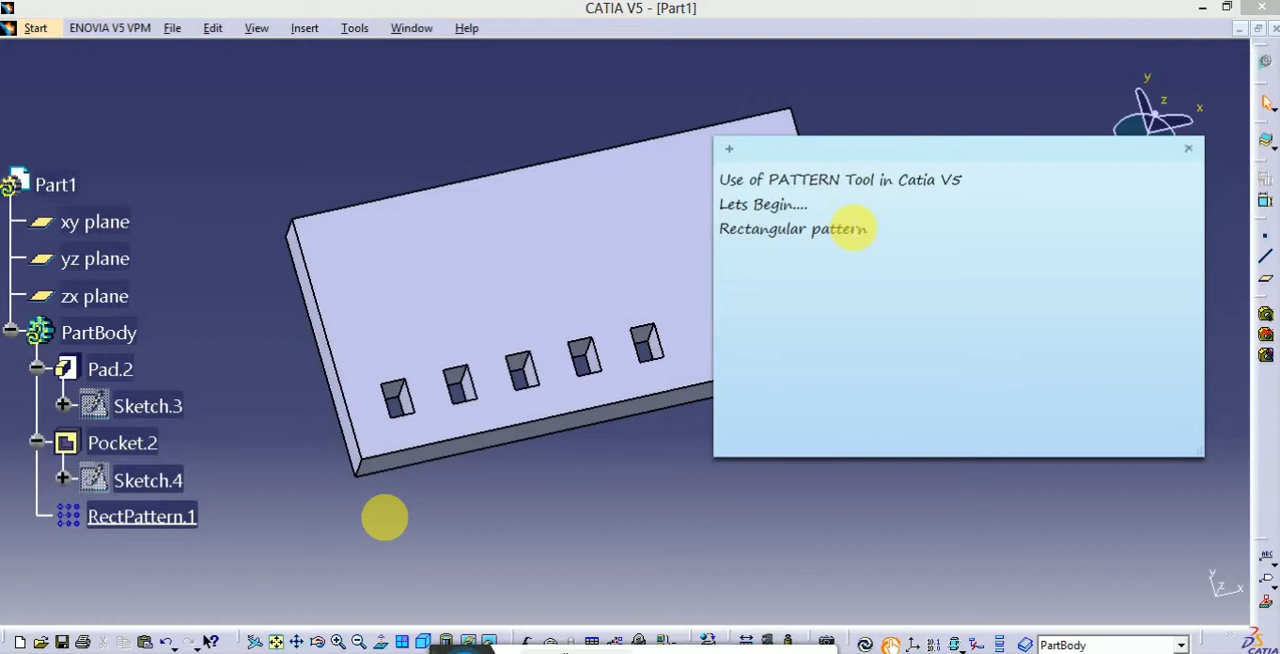 CATIA V5 - [Part1]
Start ENOVIA V5 VPM File Edit View Insert Tools Window Help
y
z
x
Part1
xy plane
yz plane
zx plane
PartBody
Pad.2
Sketch.3
Pocket.2
Sketch.4
RectPattern.1
Use of PATTERN Tool in Catia V5
Lets Begin....
Rectangular pattern
ABC
y
z
x
PartBody
CATIA